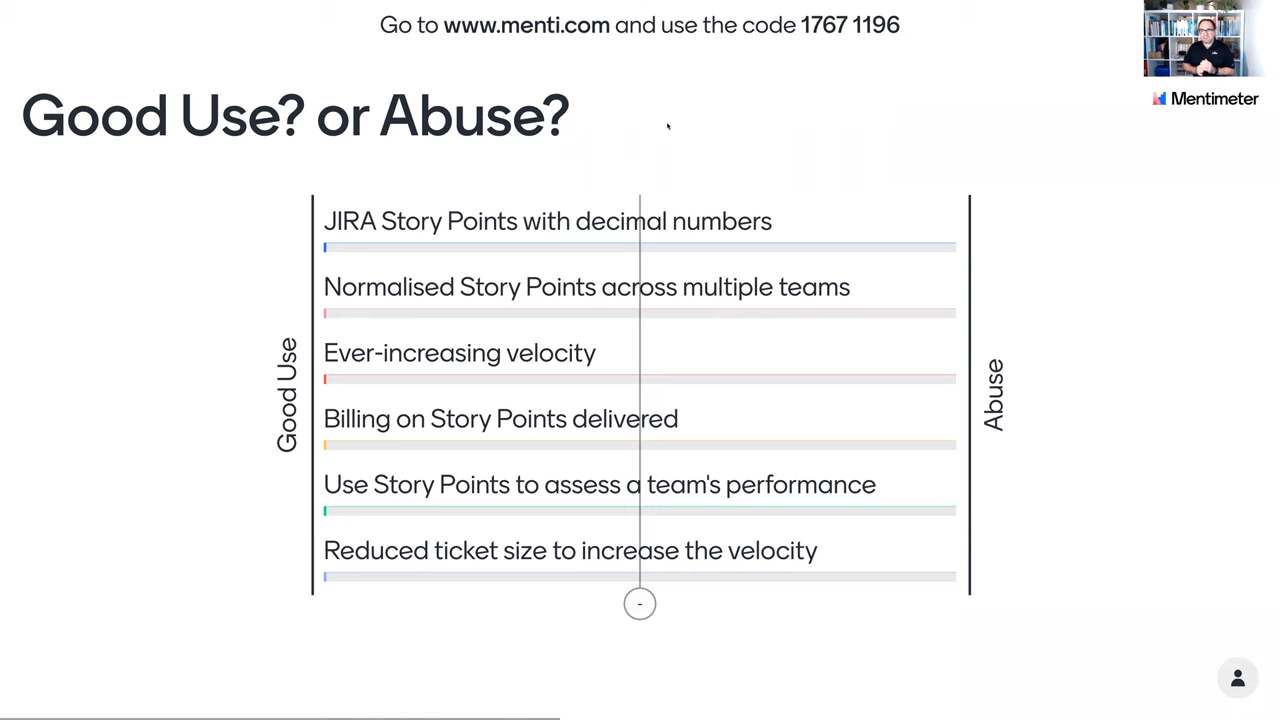 Go to www.menti.com and use the code 1767 1196
Mentimeter
Good Use? or Abuse?
JIRA Story Points with decimal numbers
Normalised Story Points across multiple teams
Ever-increasing velocity
Billing on Story Points delivered
Use Story Points to assess a team's performance
Reduced ticket size to increase the velocity
Good Use
Abuse
-